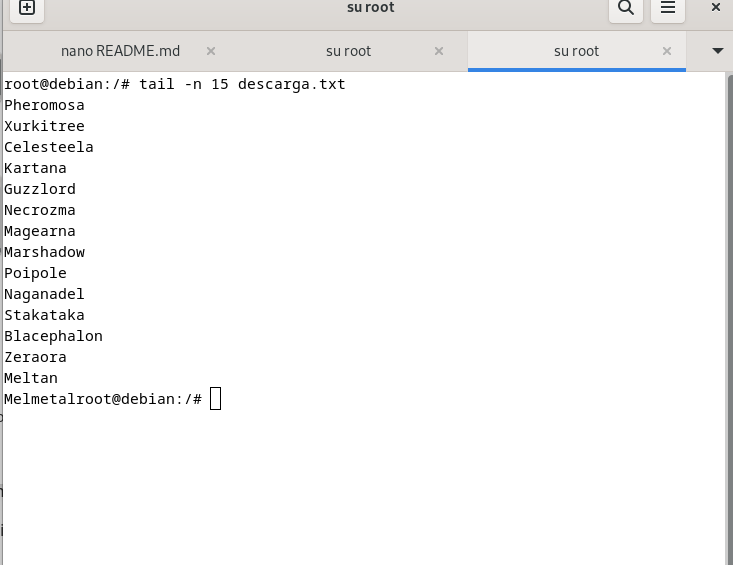 su root
nano README.md
su root
su root
root@debian:/# tail -n 15 descarga.txt
Pheromosa
Xurkitree
Celesteela
Kartana
Guzzlord
Necrozma
Magearna
Marshadow
Poipole
Naganadel
Stakataka
Blacephalon
Zeraora
Meltan
Melmetalroot@debian:/#